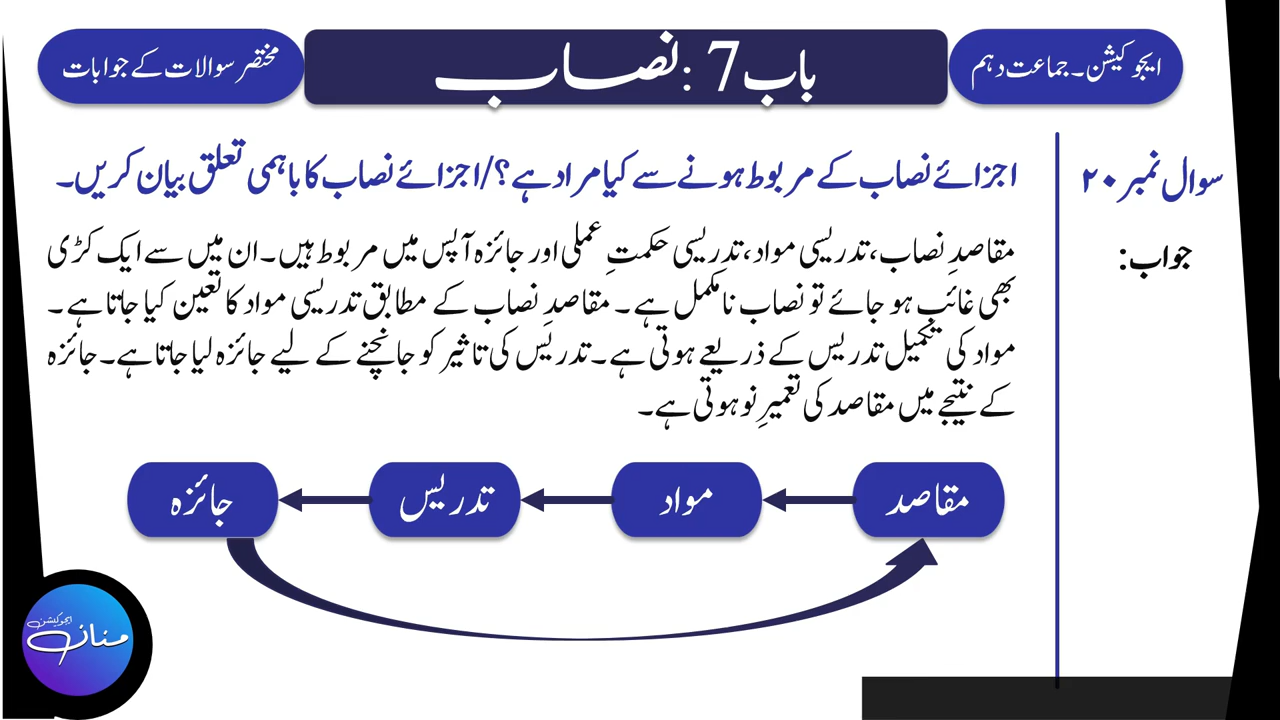 ایجوکیشن۔ جماعت دہم
باب 7 : نصاب
مختصر سوالات کے جوابات
سوال نمبر ۲۰
اجزائے نصاب کے مربوط ہونے سے کیا مراد ہے؟/اجزائے نصاب کا باہمی تعلق بیان کریں۔
جواب:
مقاصدِ نصاب، تدریسی مواد، تدریسی حکمتِ عملی اور جائزہ آپس میں مربوط ہیں۔ ان میں سے ایک کڑی
بھی غائب ہو جائے تو نصاب نامکمل ہے۔ مقاصدِ نصاب کے مطابق تدریسی مواد کا تعین کیا جاتا ہے۔
مواد کی تکمیل تدریس کے ذریعے ہوتی ہے۔ تدریس کی تاثیر کو جانچنے کے لیے جائزہ لیا جاتا ہے۔ جائزہ
کے نتیجے میں مقاصد کی تعمیرِ نو ہوتی ہے۔
مقاصد
مواد
تدریس
جائزہ
ایجوکیشن
منان